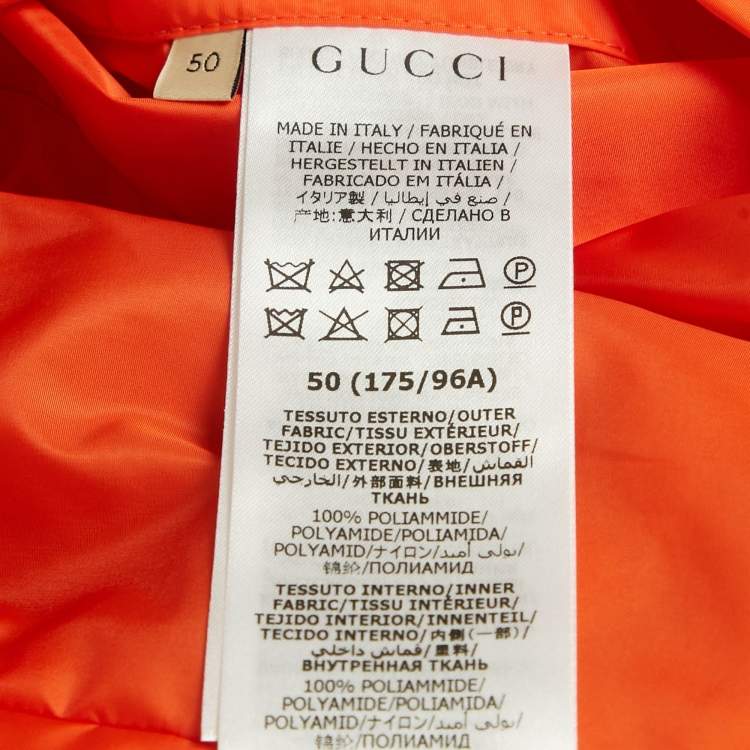 50
GUCCI
MADE IN ITALY / FABRIQUÉ EN
ITALIE / HECHO EN ITALIA /
HERGESTELLT IN ITALIEN /
FABRICADO EM ITÁLIA /
イタリア製 / صنع في إيطاليا /
产地:意大利 / СДЕЛАНО В
ИТАЛИИ
P
P
50 (175/96A)
TESSUTO ESTERNO/OUTER
FABRIC/TISSU EXTÉRIEUR/
TEJIDO EXTERIOR/OBERSTOFF/
TECIDO EXTERNO/表地/القماش
الخارجي/外部面料/ВНЕШНЯЯ
ТКАНЬ
100% POLIAMMIDE/
POLYAMIDE/POLIAMIDA/
POLYAMID/ナイロン/بولي أميد/
锦纶/ПОЛИАМИД
TESSUTO INTERNO/INNER
FABRIC/TISSU INTÉRIEUR/
TEJIDO INTERIOR/INNENTEIL/
TECIDO INTERNO/内側(一部)/
قماش داخلي/里料/
ВНУТРЕННАЯ ТКАНЬ
100% POLIAMMIDE/
POLYAMIDE/POLIAMIDA/
POLYAMID/ナイロン/بولي أميد/
锦纶/ПОЛИАМИД